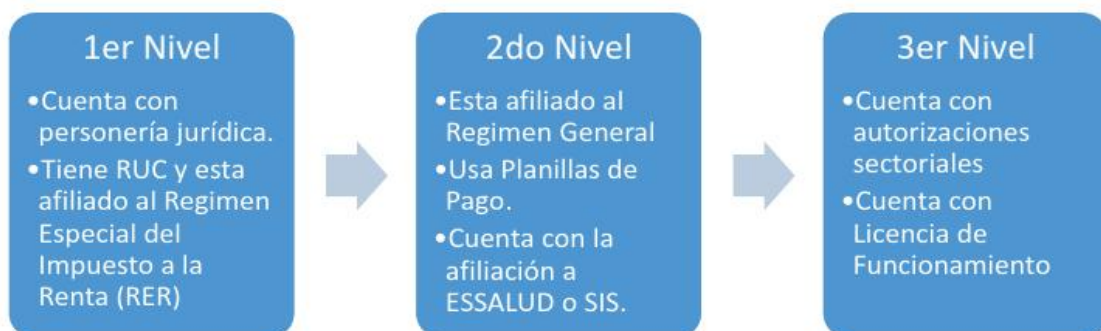 1er Nivel
•Cuenta con
personería jurídica.
•Tiene RUC y esta
afiliado al Regimen
Especial del
Impuesto a la
Renta (RER)
2do Nivel
•Esta afiliado al
Regimen General
•Usa Planillas de
Pago.
•Cuenta con la
afiliación a
ESSALUD o SIS.
3er Nivel
•Cuenta con
autorizaciones
sectoriales
•Cuenta con
Licencia de
Funcionamiento